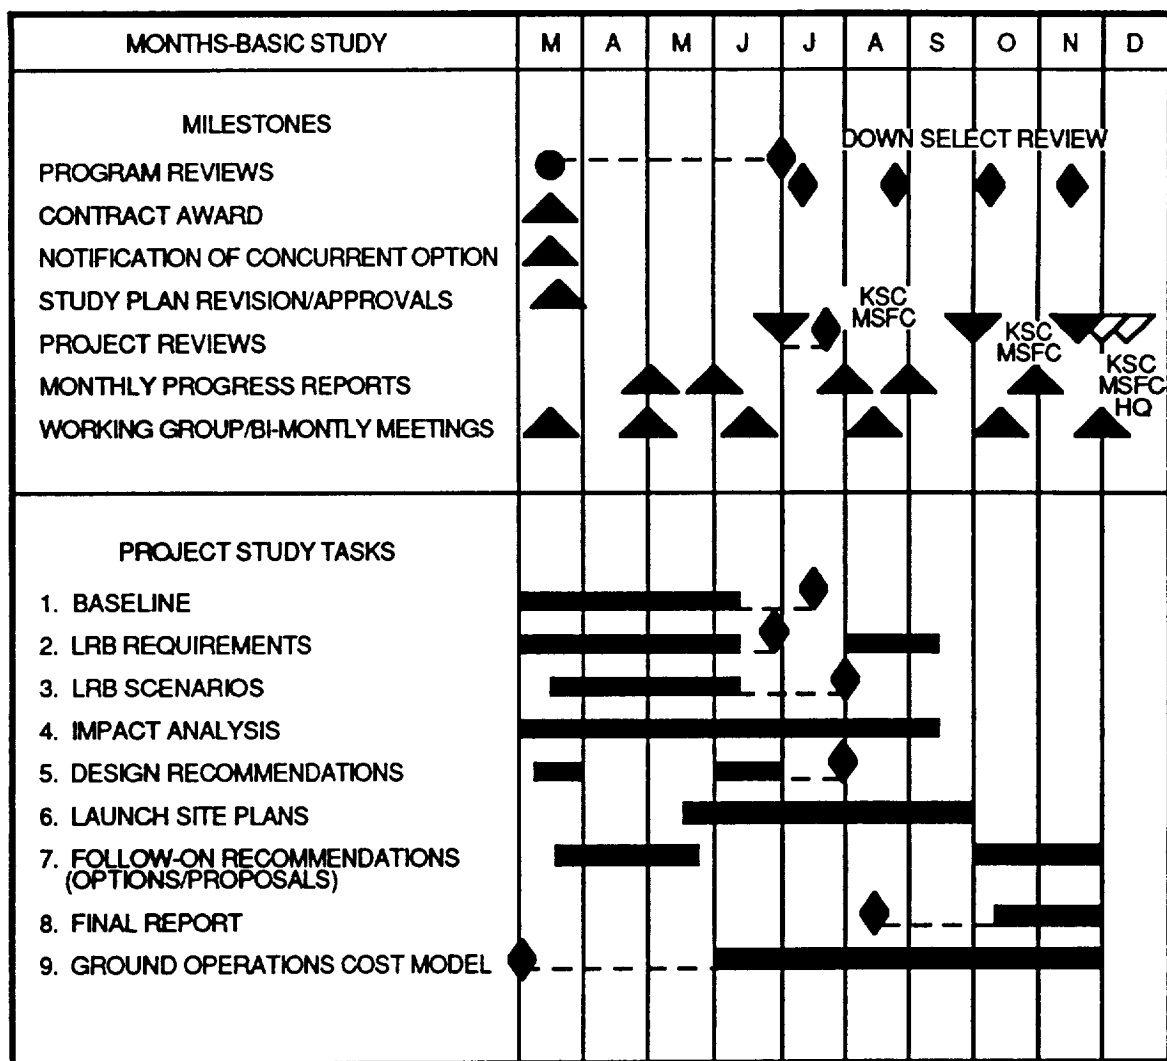 MONTHS-BASIC STUDY M A M J J A S O N D
MILESTONES
DOWN SELECT REVIEW
PROGRAM REVIEWS
CONTRACT AWARD
NOTIFICATION OF CONCURRENT OPTION
STUDY PLAN REVISION/APPROVALS
KSC
MSFC
PROJECT REVIEWS
KSC
MSFC
MONTHLY PROGRESS REPORTS
KSC
MSFC
HQ
WORKING GROUP/BI-MONTLY MEETINGS
PROJECT STUDY TASKS
1. BASELINE
2. LRB REQUIREMENTS
3. LRB SCENARIOS
4. IMPACT ANALYSIS
5. DESIGN RECOMMENDATIONS
6. LAUNCH SITE PLANS
7. FOLLOW-ON RECOMMENDATIONS
(OPTIONS/PROPOSALS)
8. FINAL REPORT
9. GROUND OPERATIONS COST MODEL